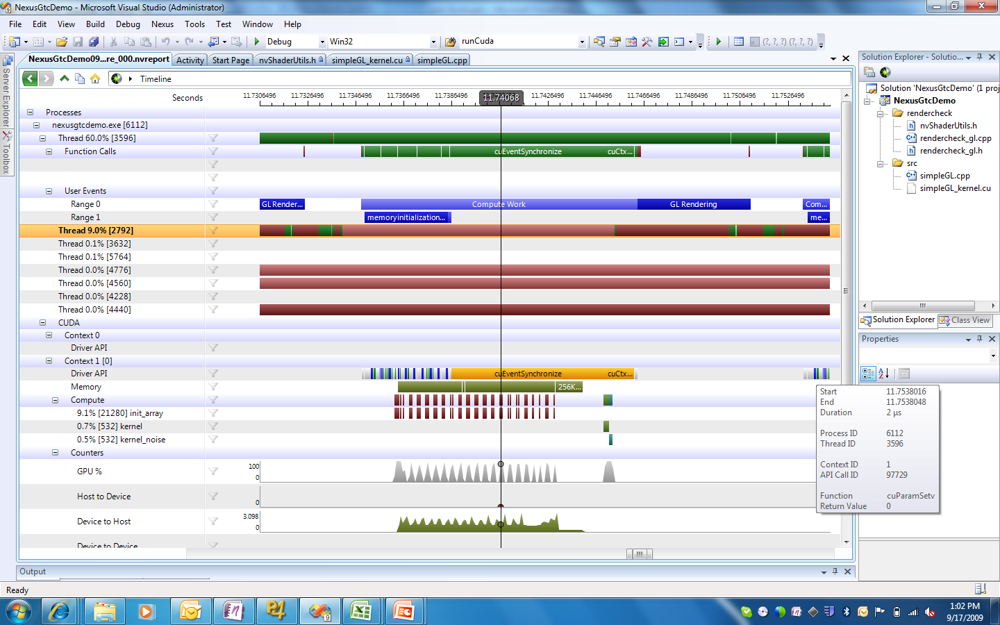 NexusGtcDemo - Microsoft Visual Studio (Administrator)
File Edit View Build Debug Nexus Tools Test Window Help
Debug Win32 runCuda (?, ?, ?) (?, ?, ?)
NexusGtcDemo09...re_000.nvreport Activity Start Page nvShaderUtils.h simpleGL_kernel.cu simpleGL.cpp
Server Explorer
Toolbox
Timeline
Seconds 11.7306496 11.7326496 11.7346496 11.7366496 11.7386496 11.74068 11.7426496 11.7446496 11.7466496 11.7486496 11.7506496 11.7526496
Processes
nexusgtcdemo.exe [6112]
Thread 60.0% [3596]
Function Calls cuEventSynchronize cuCtx...
User Events
Range 0 GL Render... Compute Work GL Rendering Com...
Range 1 memoryinitialization... me...
Thread 9.0% [2792]
Thread 0.1% [3632]
Thread 0.1% [5764]
Thread 0.0% [4776]
Thread 0.0% [4560]
Thread 0.0% [4228]
Thread 0.0% [4440]
CUDA
Context 0
Driver API
Context 1 [0]
Driver API cuEventSynchronize cuCtx...
Memory 256K...
Compute
9.1% [21280] init_array
0.7% [532] kernel
0.5% [532] kernel_noise
Counters
GPU % 100
0
Host to Device 0
Device to Host 3.098
0
Device to Device
Solution Explorer - Solutio...
Solution 'NexusGtcDemo' (1 proj
NexusGtcDemo
rendercheck
nvShaderUtils.h
rendercheck_gl.cpp
rendercheck_gl.h
src
simpleGL.cpp
simpleGL_kernel.cu
Solution Explorer Class View
Properties
Start 11.7538016
End 11.7538048
Duration 2 µs
Process ID 6112
Thread ID 3596
Context ID 1
API Call ID 97729
Function cuParamSetv
Return Value 0
Output
Ready
1:02 PM
9/17/2009